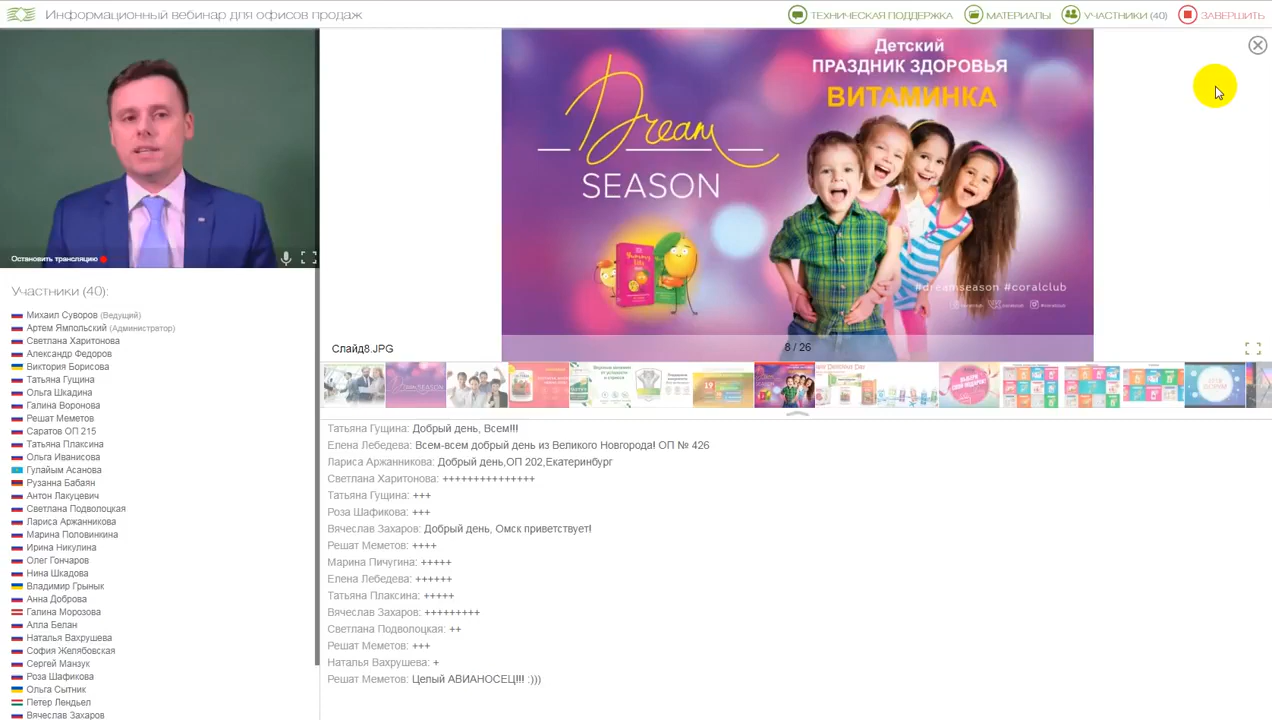 Информационный вебинар для офисов продаж
ТЕХНИЧЕСКАЯ ПОДДЕРЖКА
МАТЕРИАЛЫ
УЧАСТНИКИ (40)
ЗАВЕРШИТЬ
Остановить трансляцию
Детский
ПРАЗДНИК ЗДОРОВЬЯ
ВИТАМИНКА
Dream
SEASON
#dreamseason #coralclub
Слайд8.JPG
8 / 26
Участники (40):
Михаил Суворов (Ведущий)
Артем Ямпольский (Администратор)
Светлана Харитонова
Александр Федоров
Виктория Борисова
Татьяна Гущина
Ольга Шкадина
Галина Воронова
Решат Меметов
Саратов ОП 215
Татьяна Плаксина
Ольга Иванисова
Гулайым Асанова
Рузанна Бабаян
Антон Лакуцевич
Светлана Подволоцкая
Лариса Аржанникова
Марина Половинкина
Ирина Никулина
Олег Гончаров
Нина Шкадова
Владимир Грынык
Анна Доброва
Галина Морозова
Алла Белан
Наталья Вахрушева
София Желябовская
Сергей Манзук
Роза Шафикова
Ольга Сытник
Петер Лендьел
Вячеслав Захаров
Татьяна Гущина: Добрый день, Всем!!!
Елена Лебедева: Всем-всем добрый день из Великого Новгорода! ОП № 426
Лариса Аржанникова: Добрый день,ОП 202,Екатеринбург
Светлана Харитонова: +++++++++++++++
Татьяна Гущина: +++
Роза Шафикова: +++
Вячеслав Захаров: Добрый день, Омск приветствует!
Решат Меметов: ++++
Марина Пичугина: +++++
Елена Лебедева: ++++++
Татьяна Плаксина: +++++
Вячеслав Захаров: +++++++++
Светлана Подволоцкая: ++
Решат Меметов: +++
Наталья Вахрушева: +
Решат Меметов: Целый АВИАНОСЕЦ!!! :)))